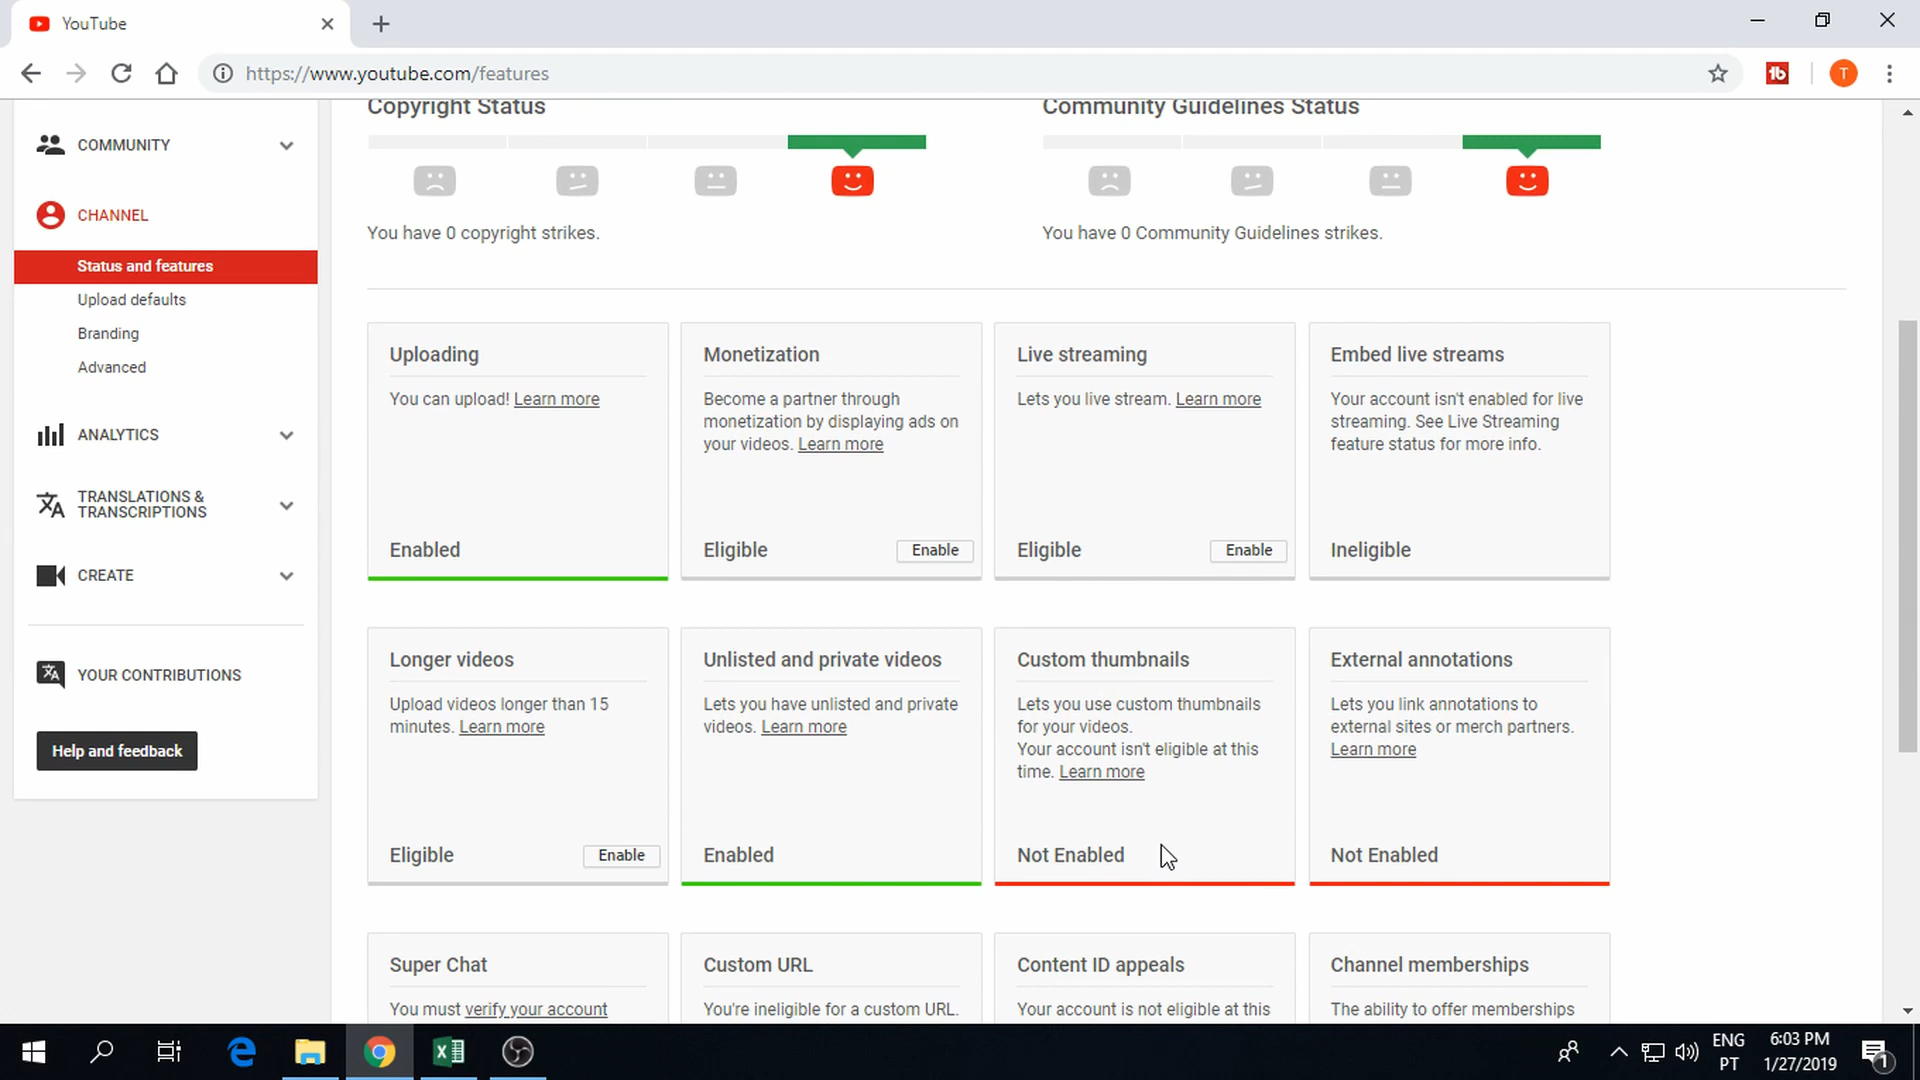 YouTube
https://www.youtube.com/features
T
COMMUNITY
CHANNEL
Status and features
Upload defaults
Branding
Advanced
ANALYTICS
TRANSLATIONS &
TRANSCRIPTIONS
CREATE
YOUR CONTRIBUTIONS
Help and feedback
Copyright Status
You have 0 copyright strikes.
Community Guidelines Status
You have 0 Community Guidelines strikes.
Uploading
You can upload! Learn more
Enabled
Monetization
Become a partner through
monetization by displaying ads on
your videos. Learn more
Eligible
Enable
Live streaming
Lets you live stream. Learn more
Eligible
Enable
Embed live streams
Your account isn't enabled for live
streaming. See Live Streaming
feature status for more info.
Ineligible
Longer videos
Upload videos longer than 15
minutes. Learn more
Eligible
Enable
Unlisted and private videos
Lets you have unlisted and private
videos. Learn more
Enabled
Custom thumbnails
Lets you use custom thumbnails
for your videos.
Your account isn't eligible at this
time. Learn more
Not Enabled
External annotations
Lets you link annotations to
external sites or merch partners.
Learn more
Not Enabled
Super Chat
You must verify your account
Custom URL
You're ineligible for a custom URL.
Content ID appeals
Your account is not eligible at this
Channel memberships
The ability to offer memberships
ENG
PT
6:03 PM
1/27/2019
1